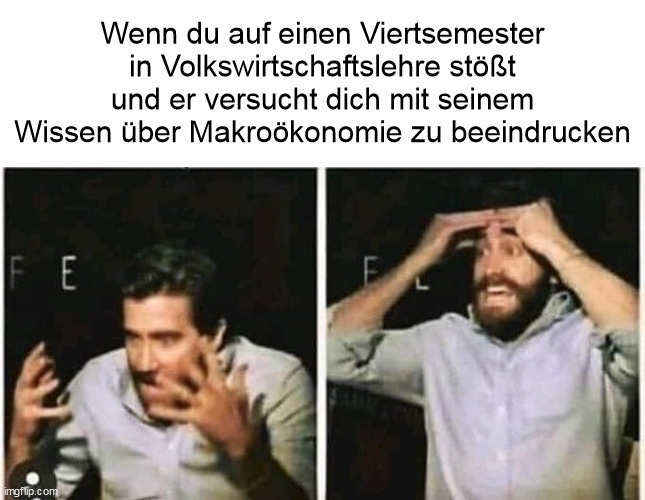 Wenn du auf einen Viertsemester
in Volkswirtschaftslehre stößt
und er versucht dich mit seinem
Wissen über Makroökonomie zu beeindrucken
F E
F L
imgflip.com